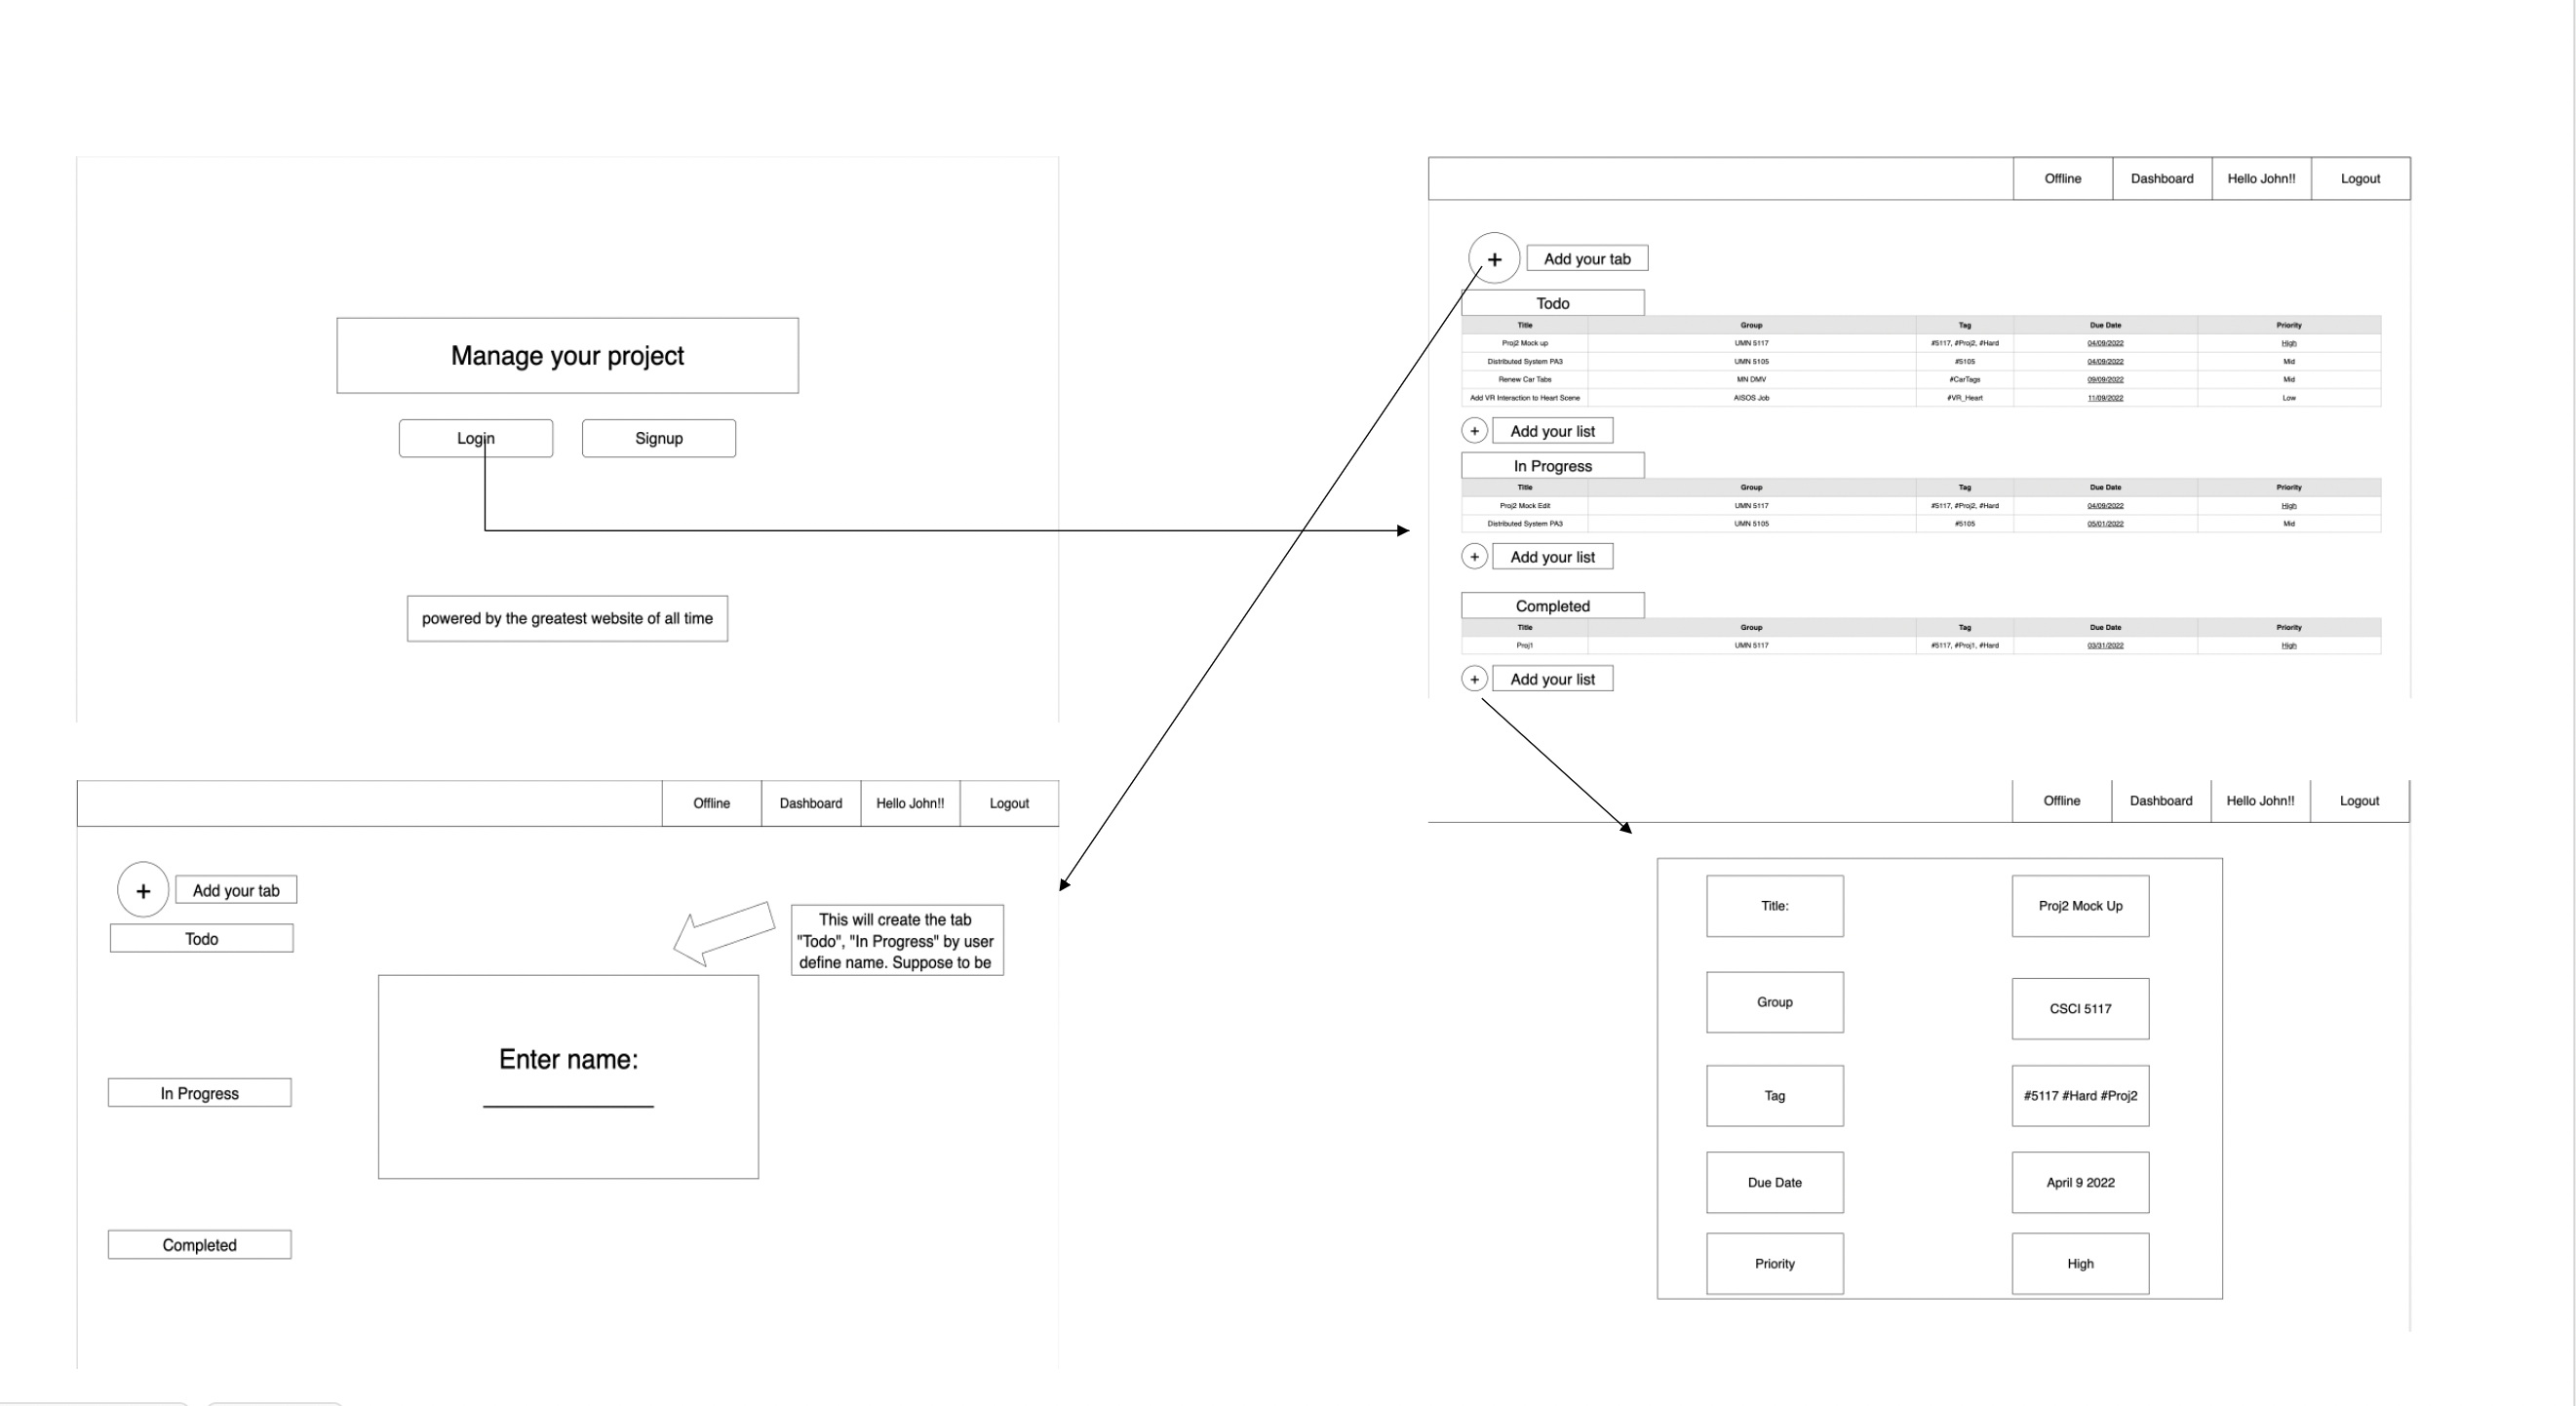 Manage your project
Login Signup
powered by the greatest website of all time
Offline Dashboard Hello John!! Logout
+ Add your tab
Todo
Title Group Tag Due Date Priority
Proj2 Mock up UMN 5117 #5117, #Proj2, #Hard 04/09/2022 High
Distributed System PA3 UMN 5105 #5105 04/09/2022 Mid
Renew Car Tabs MN DMV #CarTags 09/09/2022 Mid
Add VR Interaction to Heart Scene AISOS Job #VR_Heart 11/09/2022 Low
+ Add your list
In Progress
Title Group Tag Due Date Priority
Proj2 Mock Edit UMN 5117 #5117, #Proj2, #Hard 04/09/2022 High
Distributed System PA3 UMN 5105 #5105 05/01/2022 Mid
+ Add your list
Completed
Title Group Tag Due Date Priority
Proj1 UMN 5117 #5117, #Proj1, #Hard 03/31/2022 High
+ Add your list
Offline Dashboard Hello John!! Logout
+ Add your tab
Todo
In Progress
Completed
This will create the tab
"Todo", "In Progress" by user
define name. Suppose to be
Enter name:
Offline Dashboard Hello John!! Logout
Title: Proj2 Mock Up
Group CSCI 5117
Tag #5117 #Hard #Proj2
Due Date April 9 2022
Priority High